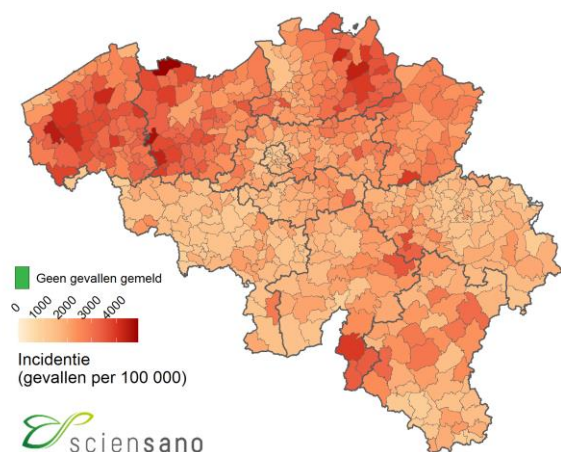 Geen gevallen gemeld
0 1000 2000 3000 4000
Incidentie
(gevallen per 100 000)
sciensano